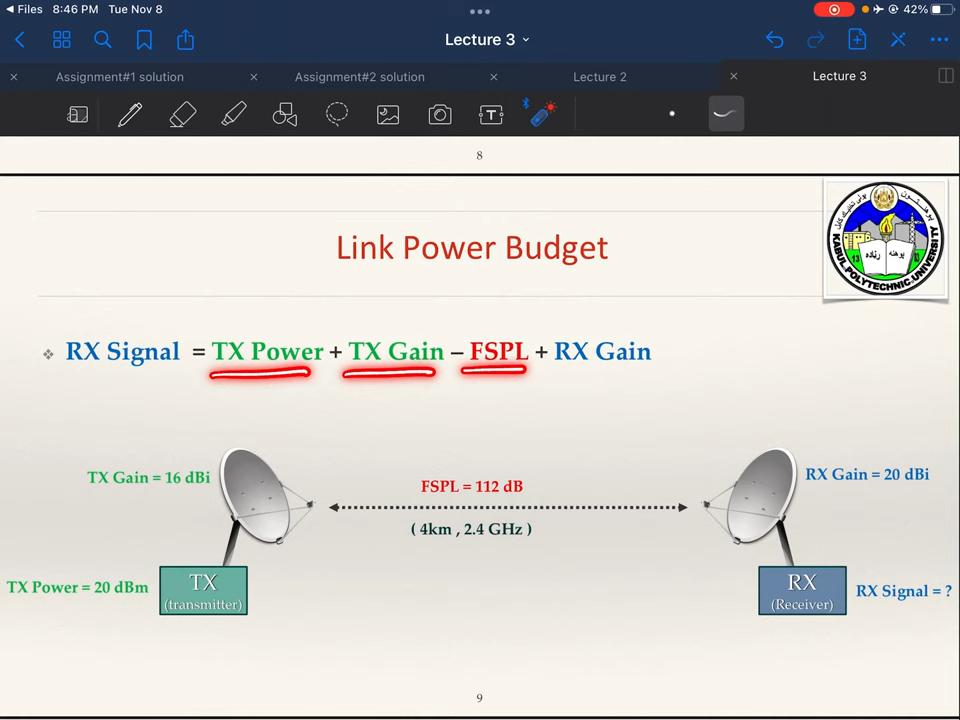 Files 8:46 PM Tue Nov 8
42%
Lecture 3
Assignment#1 solution
Assignment#2 solution
Lecture 2
Lecture 3
T
8
Link Power Budget
KABUL POLYTECHNIC UNIVERSITY
RX Signal = TX Power + TX Gain – FSPL + RX Gain
TX Gain = 16 dBi
FSPL = 112 dB
RX Gain = 20 dBi
( 4km , 2.4 GHz )
TX Power = 20 dBm
TX
(transmitter)
RX
(Receiver)
RX Signal = ?
9